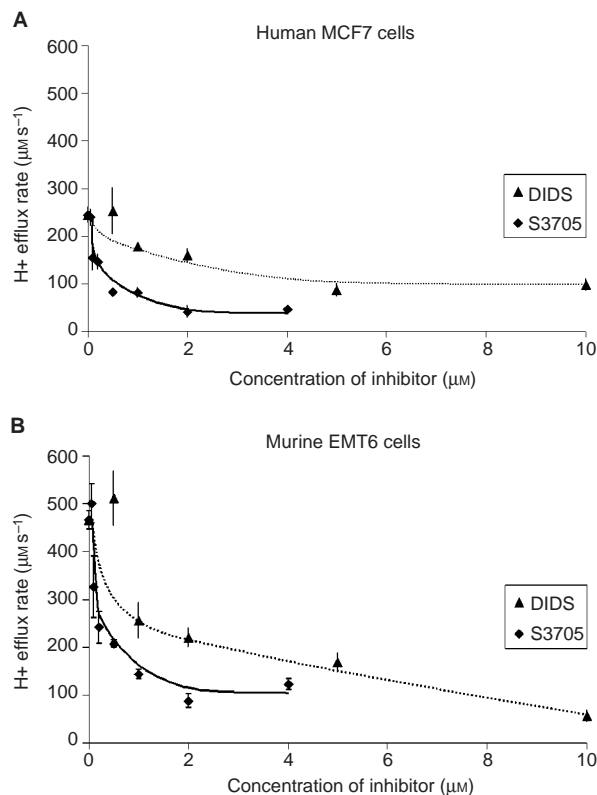 A
Human MCF7 cells
600
500
400
300
200
100
0
H+ efflux rate (μM s−1)
DIDS
S3705
0
2
4
6
8
10
Concentration of inhibitor (μM)
B
Murine EMT6 cells
600
500
400
300
200
100
0
H+ efflux rate (μM s−1)
DIDS
S3705
0
2
4
6
8
10
Concentration of inhibitor (μM)